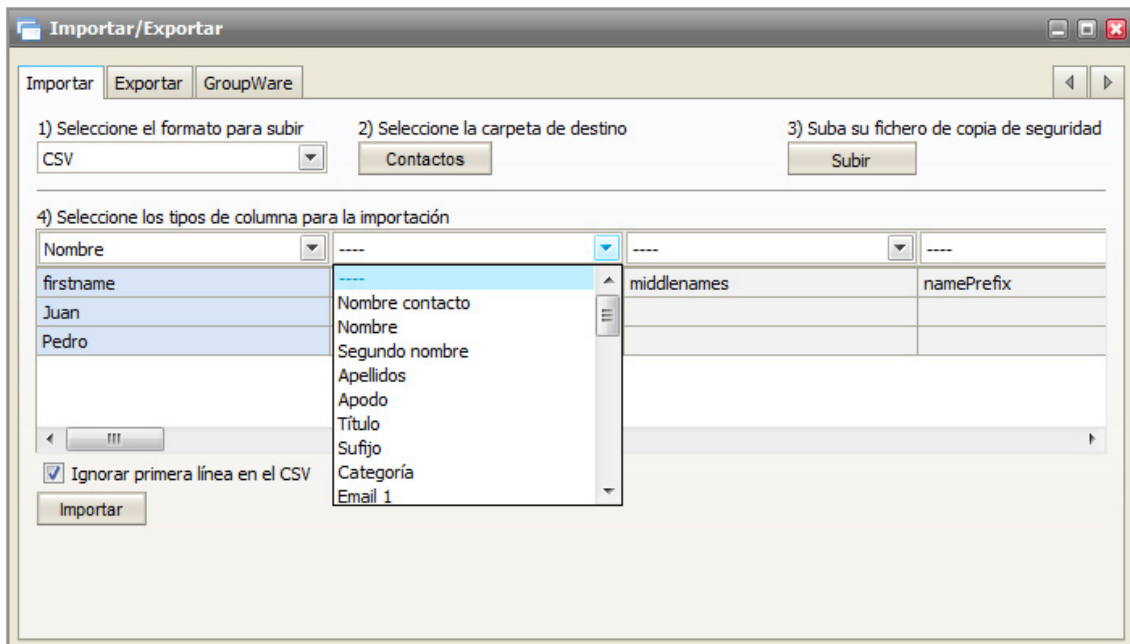 Importar/Exportar
Importar Exportar GroupWare
1) Seleccione el formato para subir 2) Seleccione la carpeta de destino 3) Suba su fichero de copia de seguridad
CSV Contactos Subir
4) Seleccione los tipos de columna para la importación
Nombre ---- ---- ----
firstname ---- middlenames namePrefix
Nombre contacto
Juan
Nombre
Pedro
Segundo nombre
Apellidos
Apodo
Título
Sufijo
Ignorar primera línea en el CSV Categoría
Email 1
Importar